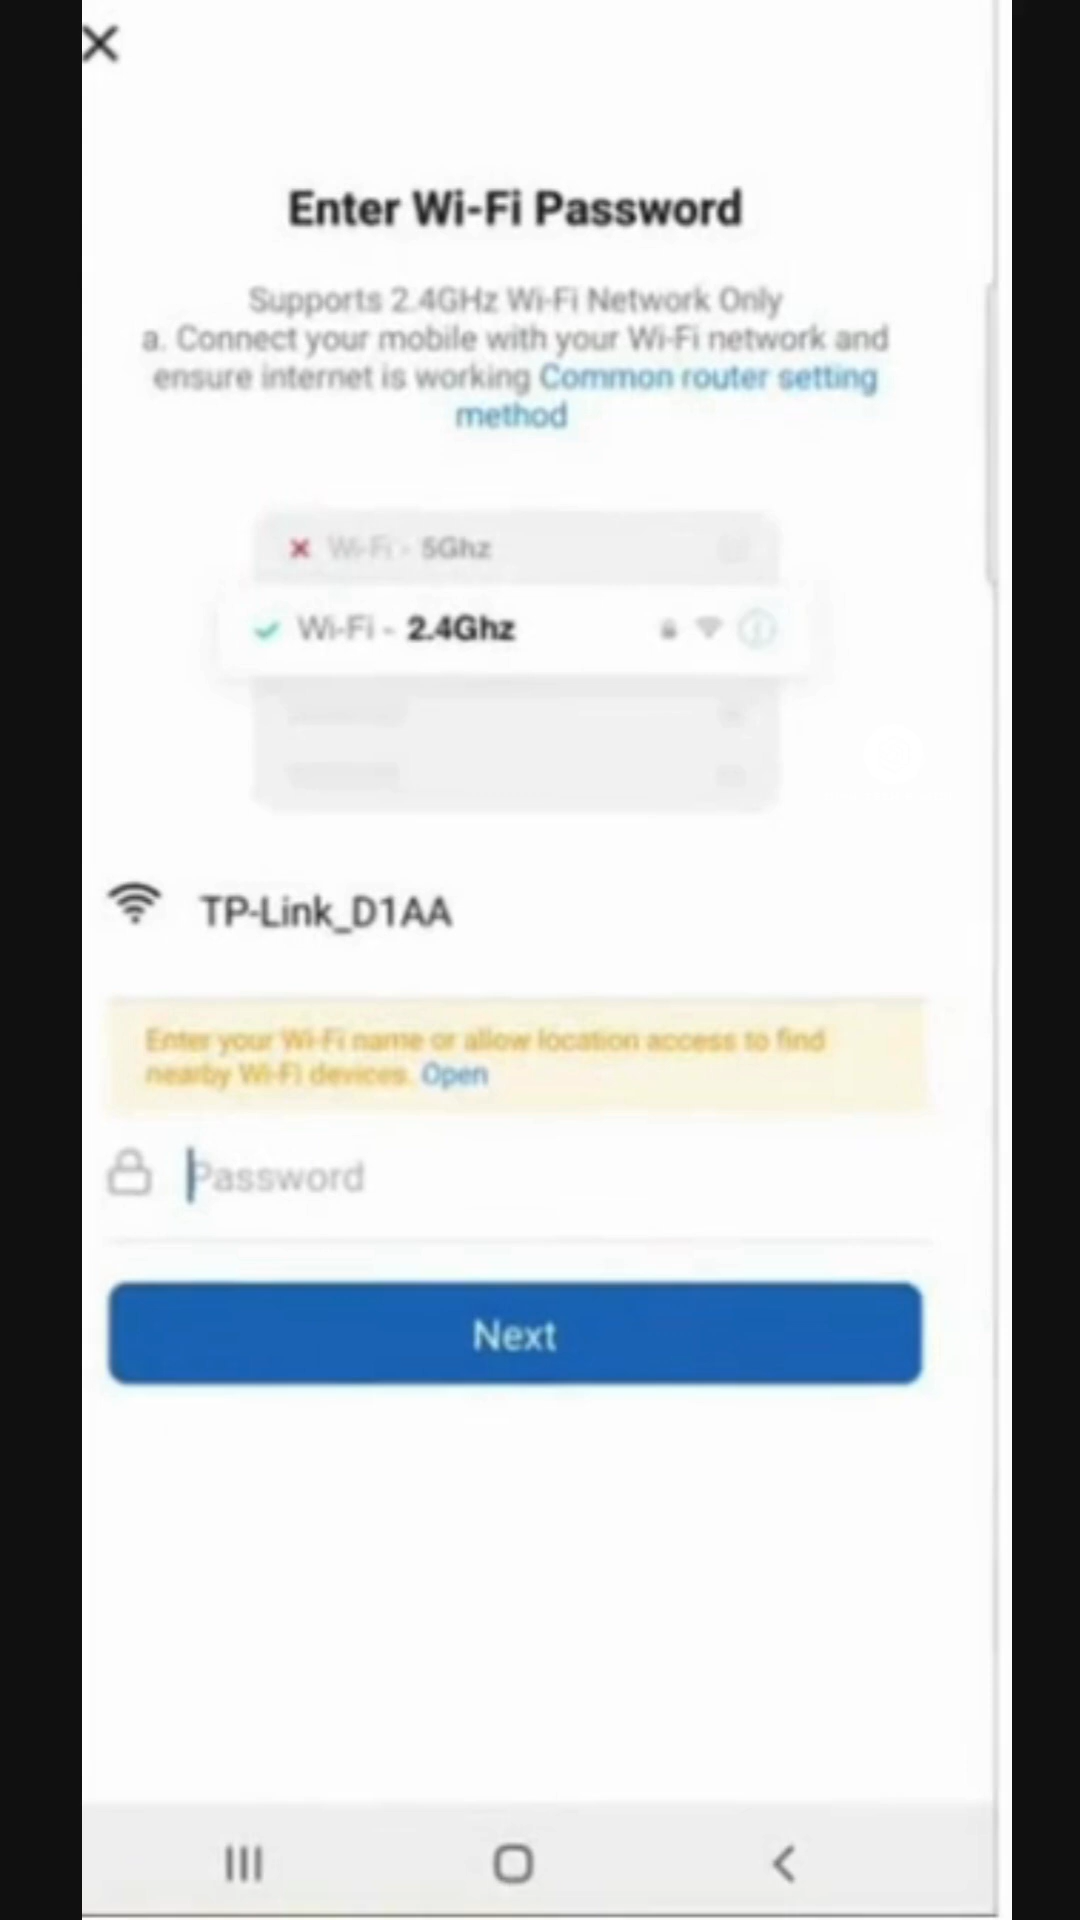 Enter Wi-Fi Password
Supports 2.4GHz Wi-Fi Network Only
a. Connect your mobile with your Wi-Fi network and
ensure internet is working Common router setting
method
Wi-Fi - 5Ghz
Wi-Fi - 2.4Ghz
TP-Link_D1AA
Enter your Wi-Fi name or allow location access to find
nearby Wi-Fi devices. Open
Password
Next